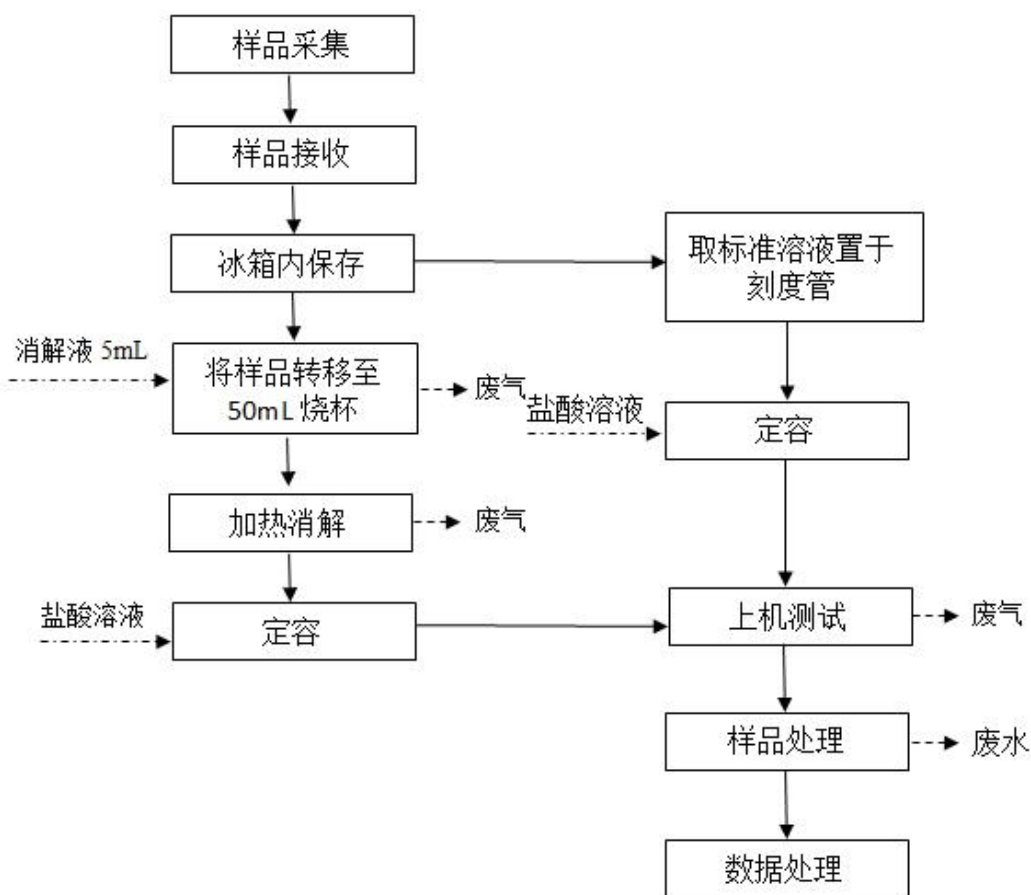 样品采集
样品接收
冰箱内保存
取标准溶液置于
刻度管
消解液 5mL
将样品转移至
50mL 烧杯
废气
盐酸溶液
定容
加热消解
废气
盐酸溶液
定容
上机测试
废气
样品处理
废水
数据处理